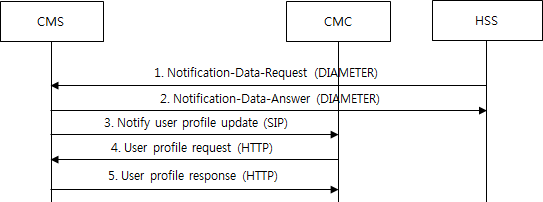 CMS
CMC
HSS
1. Notification-Data-Request (DIAMETER)
2. Notification-Data-Answer (DIAMETER)
3. Notify user profile update (SIP)
4. User profile request (HTTP)
5. User profile response (HTTP)